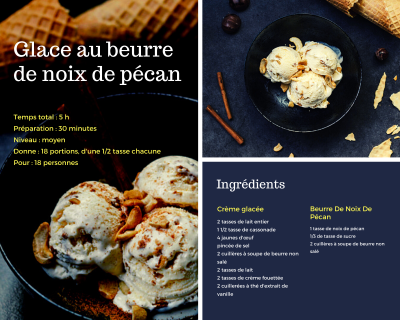 Glace au beurre
de noix de pécan
Temps total : 5 h
Préparation : 30 minutes
Niveau : moyen
Donne : 18 portions, d'une 1/2 tasse chacune
Pour : 18 personnes
Ingrédients
Crème glacée
2 tasses de lait entier
1 1/2 tasse de cassonade
4 jaunes d'œuf
pincée de sel
2 cuillères à soupe de beurre non
salé
2 tasses de lait
2 tasses de crème fouettée
2 cuillerées à thé d'extrait de
vanille
Beurre De Noix De
Pécan
1 tasse de noix de pécan
1/3 de tasse de sucre
2 cuillères à soupe de beurre non
salé